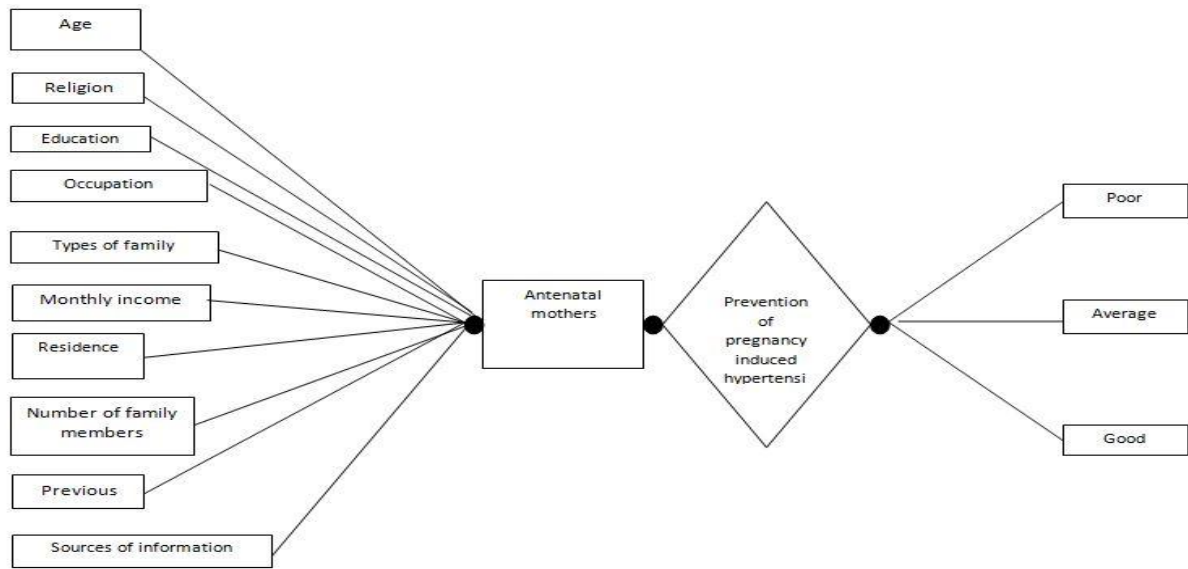 Age
Religion
Education
Occupation
Types of family
Monthly income
Residence
Number of family
members
Previous
Sources of information
Antenatal
mothers
Prevention
of
pregnancy
induced
hypertensi
Poor
Average
Good